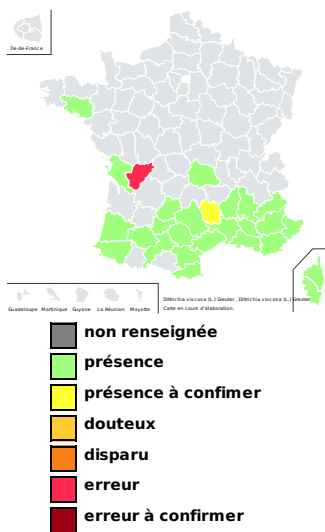 Île-de-France
Guadeloupe Martinique Guyane La Réunion Mayotte
Dittrichia viscosa (L.) Greuter, Dittrichia viscosa (L.) Greuter
Carte en cours d'élaboration.
non renseignée
présence
présence à confimer
douteux
disparu
erreur
erreur à confirmer